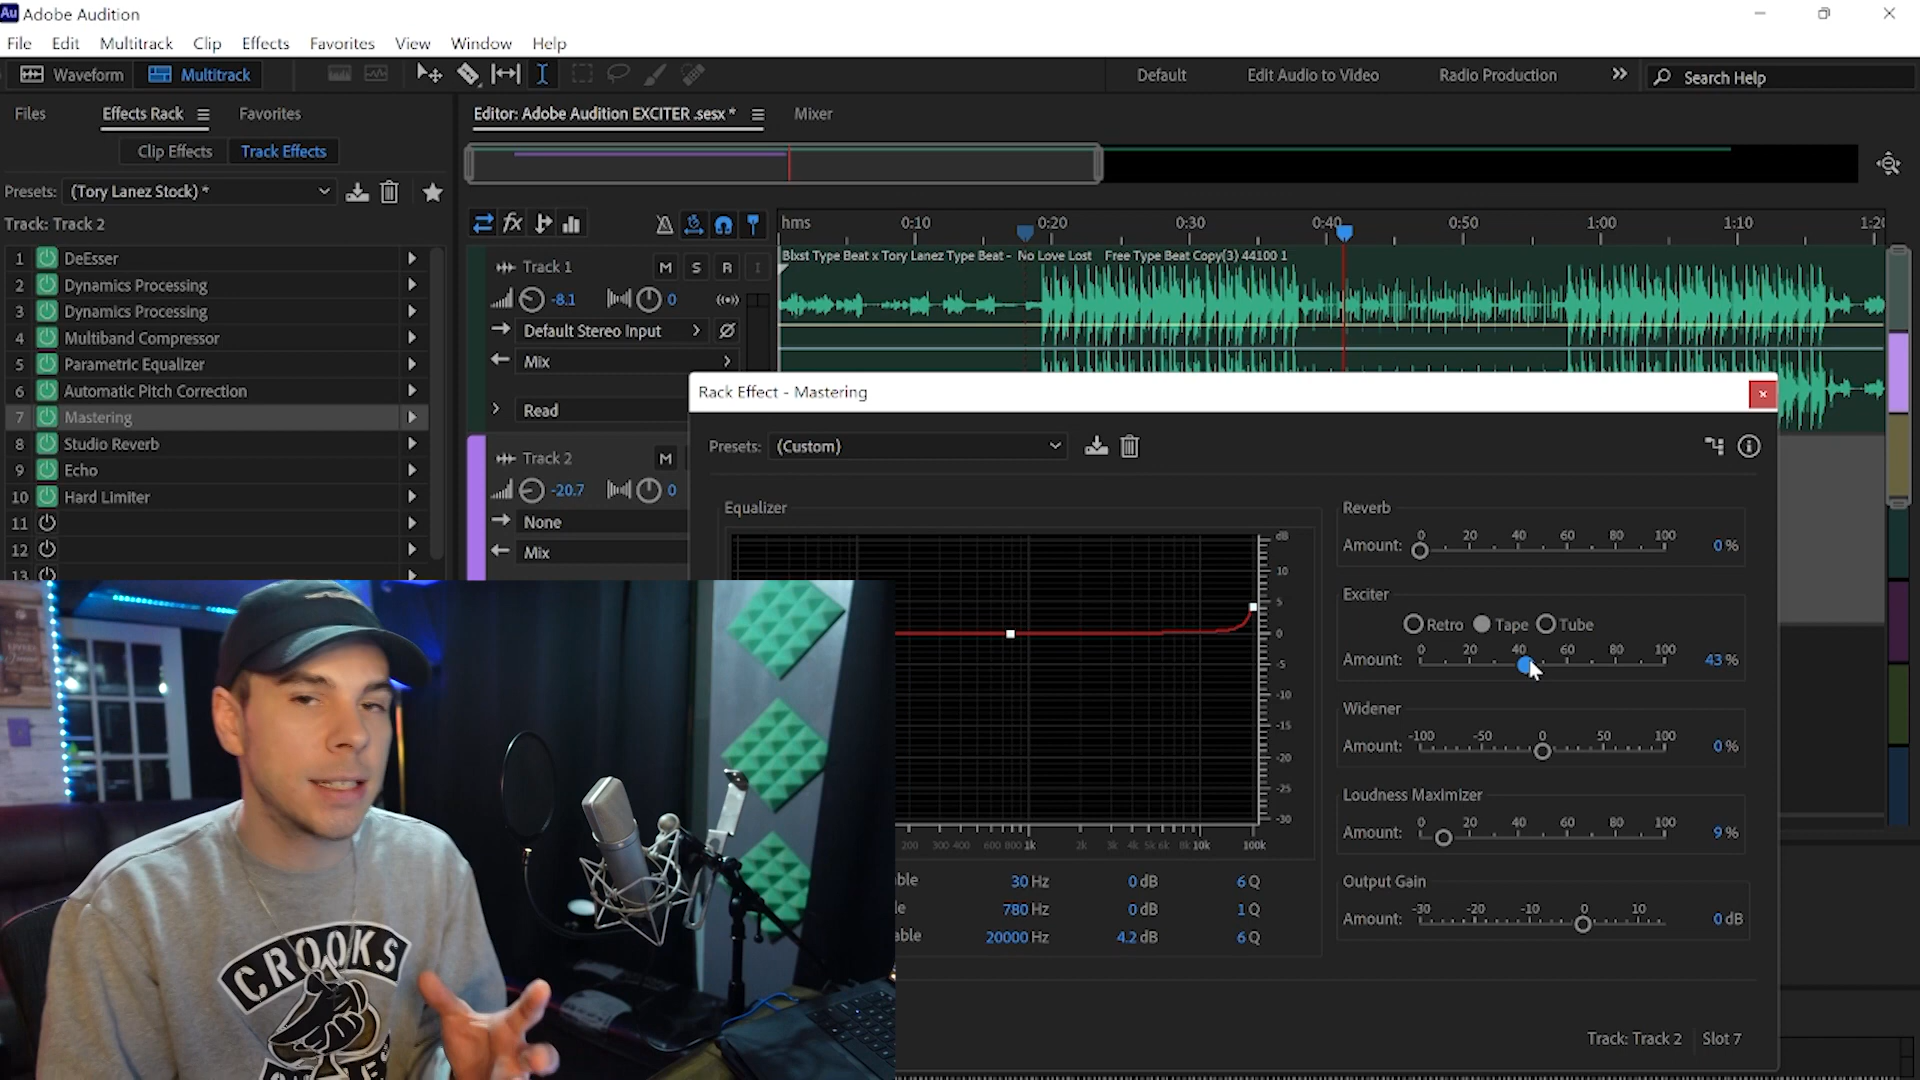 Au Adobe Audition
File Edit Multitrack Clip Effects Favorites View Window Help
Waveform Multitrack Default Edit Audio to Video Radio Production Search Help
Files Effects Rack Favorites Editor: Adobe Audition EXCITER .sesx * Mixer
Clip Effects Track Effects
Presets: (Tory Lanez Stock) *
Track: Track 2
1 DeEsser
2 Dynamics Processing
3 Dynamics Processing
4 Multiband Compressor
5 Parametric Equalizer
6 Automatic Pitch Correction
7 Mastering
8 Studio Reverb
9 Echo
10 Hard Limiter
11
12
13
fx hms 0:10 0:20 0:30 0:40 0:50 1:00 1:10 1:20
Blxst Type Beat x Tory Lanez Type Beat - No Love Lost Free Type Beat Copy(3) 44100 1
Track 1 M S R I
-8.1 0
Default Stereo Input
Mix
Read
Track 2 M
-20.7 0
None
Mix
Rack Effect - Mastering
Presets: (Custom)
Equalizer
dB
10
5
0
-5
-10
-15
-20
-25
-30
200 300 400 600 800 1k 2k 3k 4k 5k 6k 8k 10k 100k
ble 30 Hz 0 dB 6 Q
le 780 Hz 0 dB 1 Q
able 20000 Hz 4.2 dB 6 Q
Reverb
0 20 40 60 80 100
Amount: 0 %
Exciter
Retro Tape Tube
0 20 40 60 80 100
Amount: 43 %
Widener
-100 -50 0 50 100
Amount: 0 %
Loudness Maximizer
0 20 40 60 80 100
Amount: 9 %
Output Gain
-30 -20 -10 0 10
Amount: 0 dB
Track: Track 2 Slot 7
CROOKS